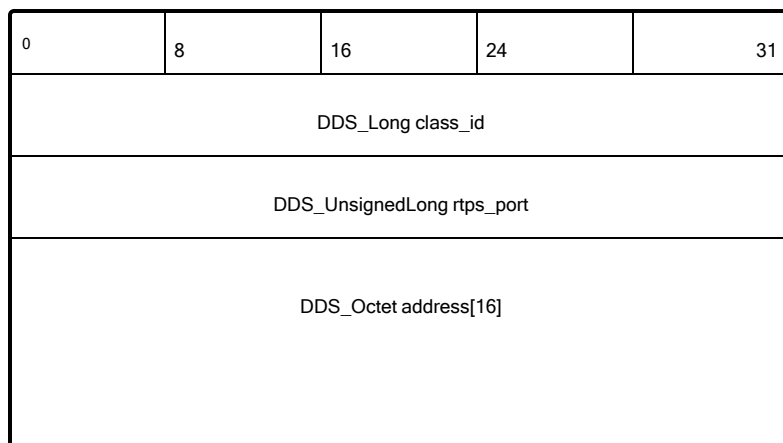 0 8 16 24 31
DDS_Long class_id
DDS_UnsignedLong rtps_port
DDS_Octet address[16]